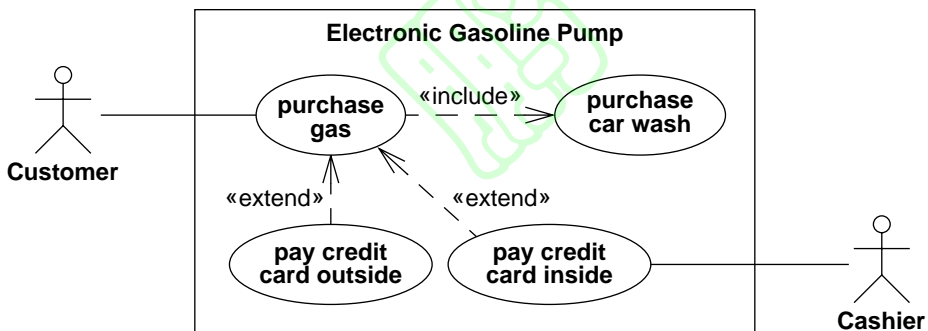 Electronic Gasoline Pump
purchase
gas
«include»
purchase
car wash
Customer
«extend»
«extend»
pay credit
card outside
pay credit
card inside
Cashier